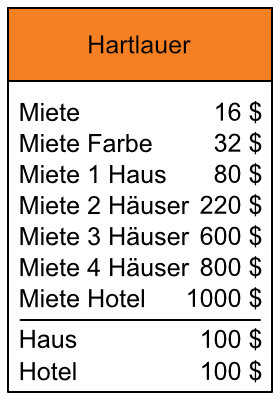 Hartlauer
Miete 16 $
Miete Farbe 32 $
Miete 1 Haus 80 $
Miete 2 Häuser 220 $
Miete 3 Häuser 600 $
Miete 4 Häuser 800 $
Miete Hotel 1000 $
Haus 100 $
Hotel 100 $